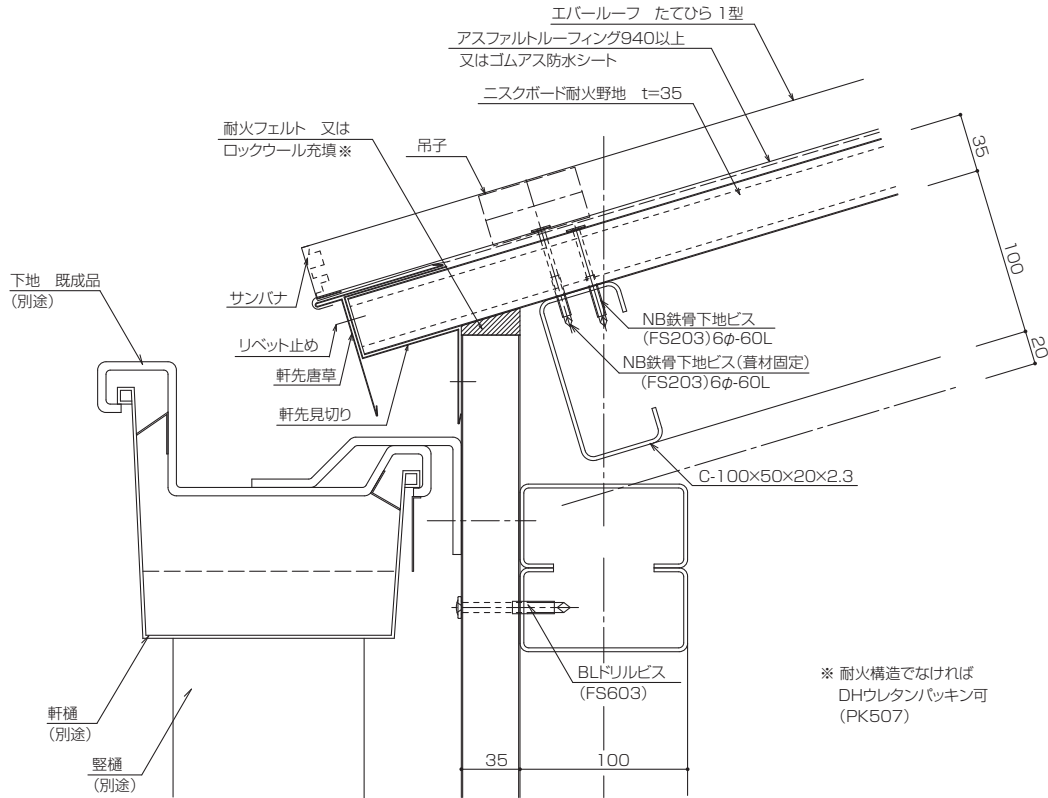 エバールーフ　たてひら 1型
アスファルトルーフィング940以上
又はゴムアス防水シート
ニスクボード耐火野地　t=35
耐火フェルト　又は
ロックウール充填※
吊子
35
100
20
下地　既成品
(別途)
サンバナ
リベット止め
軒先唐草
軒先見切り
NB鉄骨下地ビス
(FS203)6φ-60L
NB鉄骨下地ビス(葺材固定)
(FS203)6φ-60L
C-100×50×20×2.3
BLドリルビス
(FS603)
※ 耐火構造でなければ
DHウレタンパッキン可
(PK507)
軒樋
(別途)
竪樋
(別途)
35
100